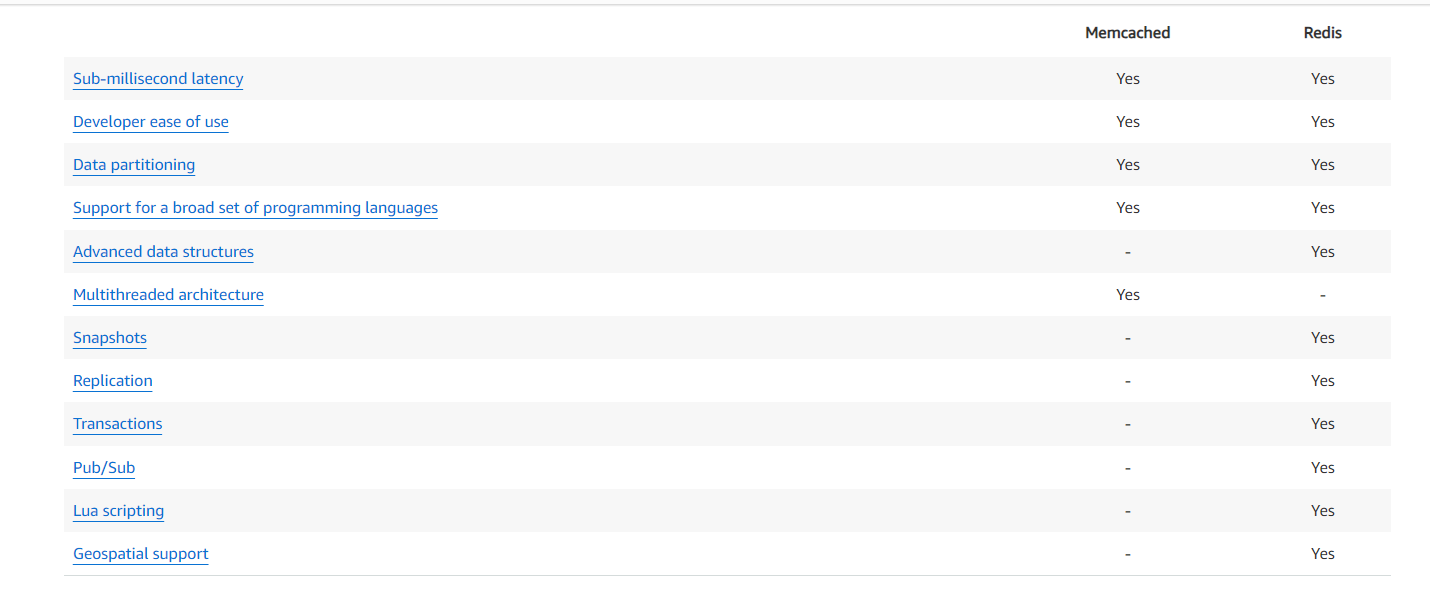 Memcached Redis
Sub-millisecond latency Yes Yes
Developer ease of use Yes Yes
Data partitioning Yes Yes
Support for a broad set of programming languages Yes Yes
Advanced data structures - Yes
Multithreaded architecture Yes -
Snapshots - Yes
Replication - Yes
Transactions - Yes
Pub/Sub - Yes
Lua scripting - Yes
Geospatial support - Yes